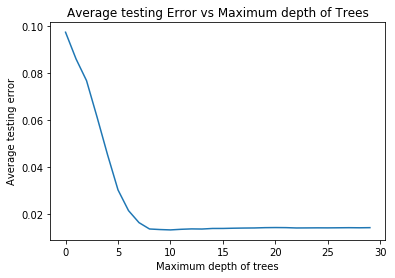 Average testing Error vs Maximum depth of Trees
0.10
0.08
0.06
0.04
0.02
Average testing error
0 5 10 15 20 25 30
Maximum depth of trees